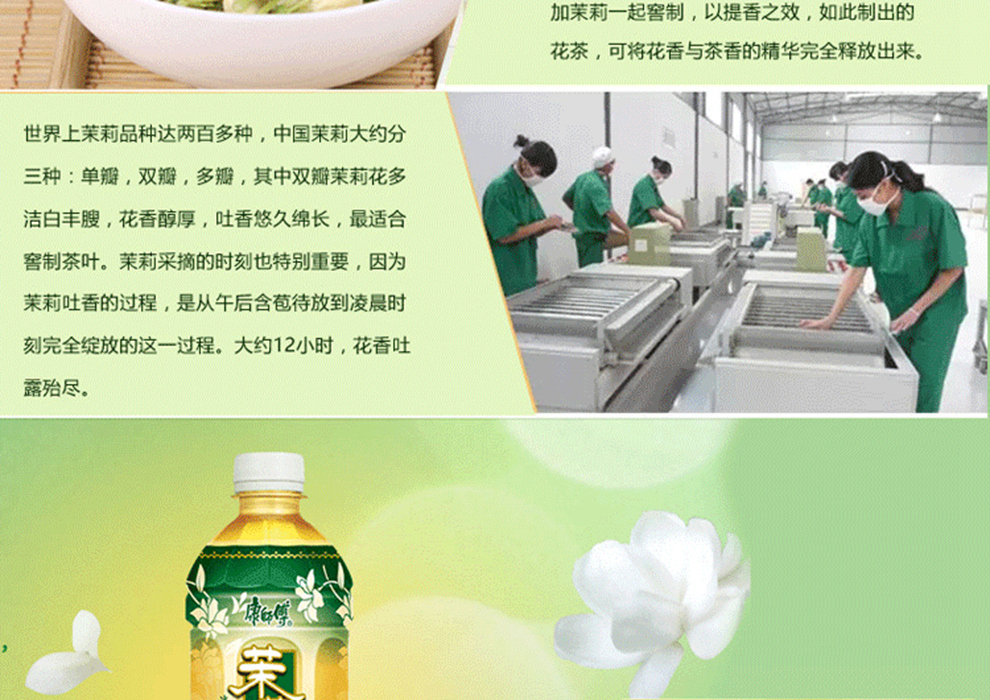 加茉莉一起窨制，以提香之效，如此制出的
花茶，可将花香与茶香的精华完全释放出来。
世界上茉莉品种达两百多种，中国茉莉大约分
三种：单瓣，双瓣，多瓣，其中双瓣茉莉花多
洁白丰腴，花香醇厚，吐香悠久绵长，最适合
窨制茶叶。茉莉采摘的时刻也特别重要，因为
茉莉吐香的过程，是从午后含苞待放到凌晨时
刻完全绽放的这一过程。大约12小时，花香吐
露殆尽。
康師傅
茉